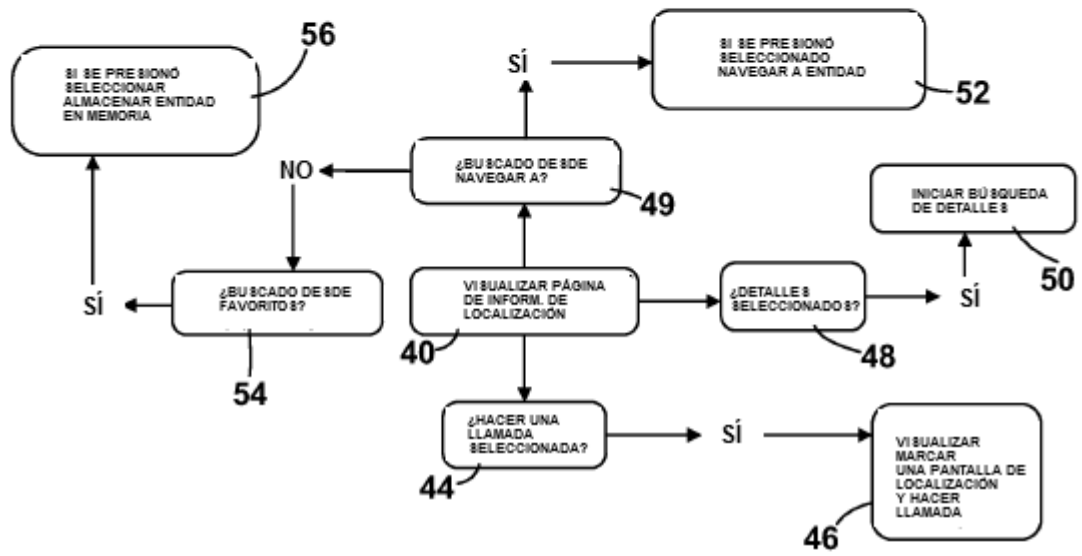 56
SI SE PRESIONÓ
SELECCIONAR
ALMACENAR ENTIDAD
EN MEMORIA
SÍ
SI SE PRESIONÓ
SELECCIONADO
NAVEGAR A ENTIDAD
52
NO
¿BUSCADO DESDE
NAVEGAR A?
49
INICIAR BÚSQUEDA
DE DETALLES
50
SÍ
¿BUSCADO DESDE
FAVORITOS?
54
VISUALIZAR PÁGINA
DE INFORM. DE
LOCALIZACIÓN
40
¿DETALLES
SELECCIONADOS?
48
SÍ
¿HACER UNA
LLAMADA
SELECCIONADA?
44
SÍ
VISUALIZAR
MARCAR
UNA PANTALLA DE
LOCALIZACIÓN
Y HACER
LLAMADA
46